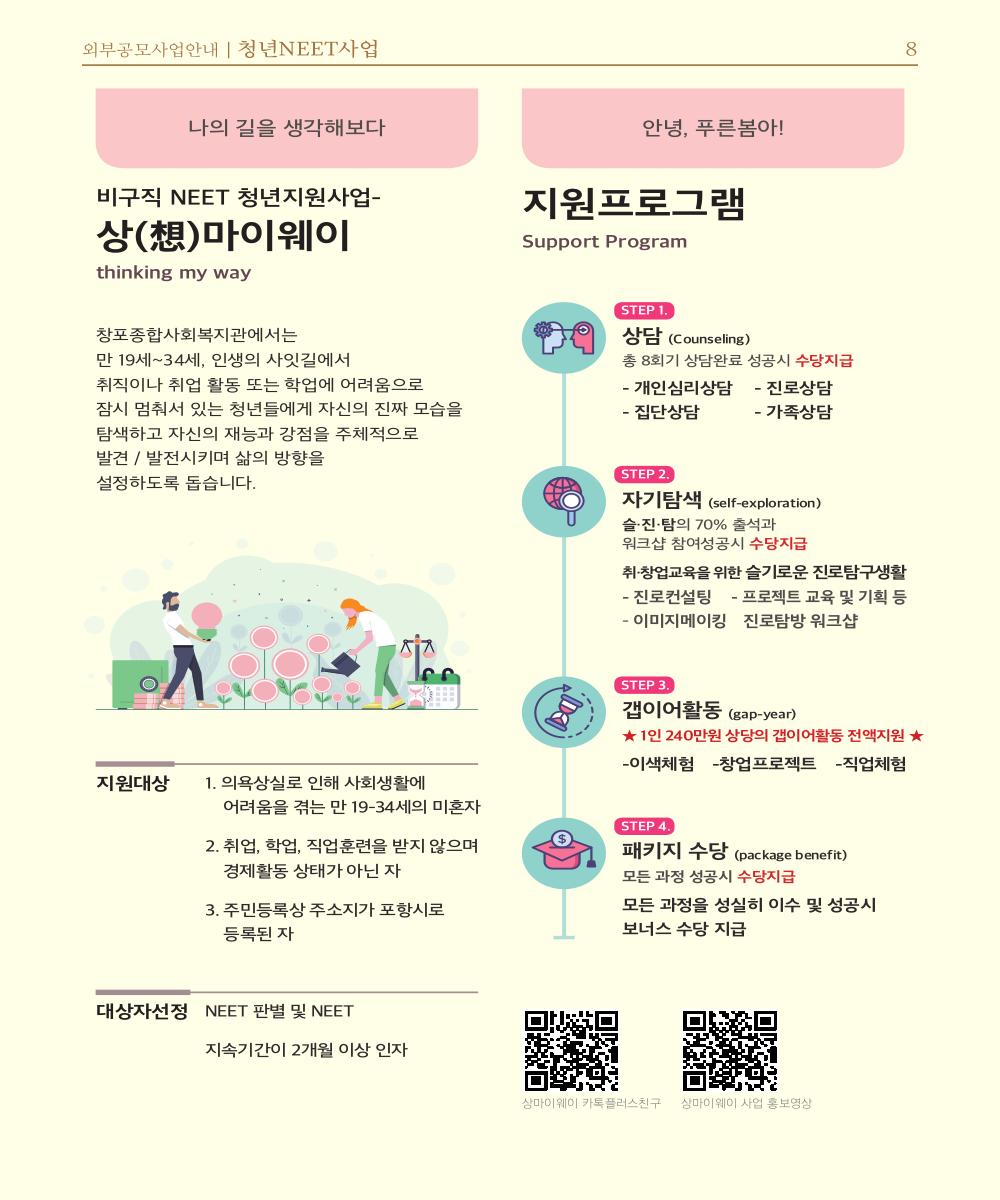 외부공모사업안내 | 청년NEET사업
8
나의 길을 생각해보다
비구직 NEET 청년지원사업-
상(想)마이웨이
thinking my way
창포종합사회복지관에서는
만 19세~34세, 인생의 사잇길에서
취직이나 취업 활동 또는 학업에 어려움으로
잠시 멈춰서 있는 청년들에게 자신의 진짜 모습을
탐색하고 자신의 재능과 강점을 주체적으로
발견 / 발전시키며 삶의 방향을
설정하도록 돕습니다.
지원대상
1. 의욕상실로 인해 사회생활에
어려움을 겪는 만 19-34세의 미혼자
2. 취업, 학업, 직업훈련을 받지 않으며
경제활동 상태가 아닌 자
3. 주민등록상 주소지가 포항시로
등록된 자
대상자선정
NEET 판별 및 NEET
지속기간이 2개월 이상 인자
안녕, 푸른봄아!
지원프로그램
Support Program
STEP 1.
상담 (Counseling)
총 8회기 상담완료 성공시 수당지급
- 개인심리상담 - 진로상담
- 집단상담 - 가족상담
STEP 2.
자기탐색 (self-exploration)
슬·진·탐의 70% 출석과
워크샵 참여성공시 수당지급
취·창업교육을 위한 슬기로운 진로탐구생활
- 진로컨설팅 - 프로젝트 교육 및 기획 등
- 이미지메이킹 진로탐방 워크샵
STEP 3.
갭이어활동 (gap-year)
★ 1인 240만원 상당의 갭이어활동 전액지원 ★
-이색체험 -창업프로젝트 -직업체험
STEP 4.
$
패키지 수당 (package benefit)
모든 과정 성공시 수당지급
모든 과정을 성실히 이수 및 성공시
보너스 수당 지급
상마이웨이 카톡플러스친구
상마이웨이 사업 홍보영상